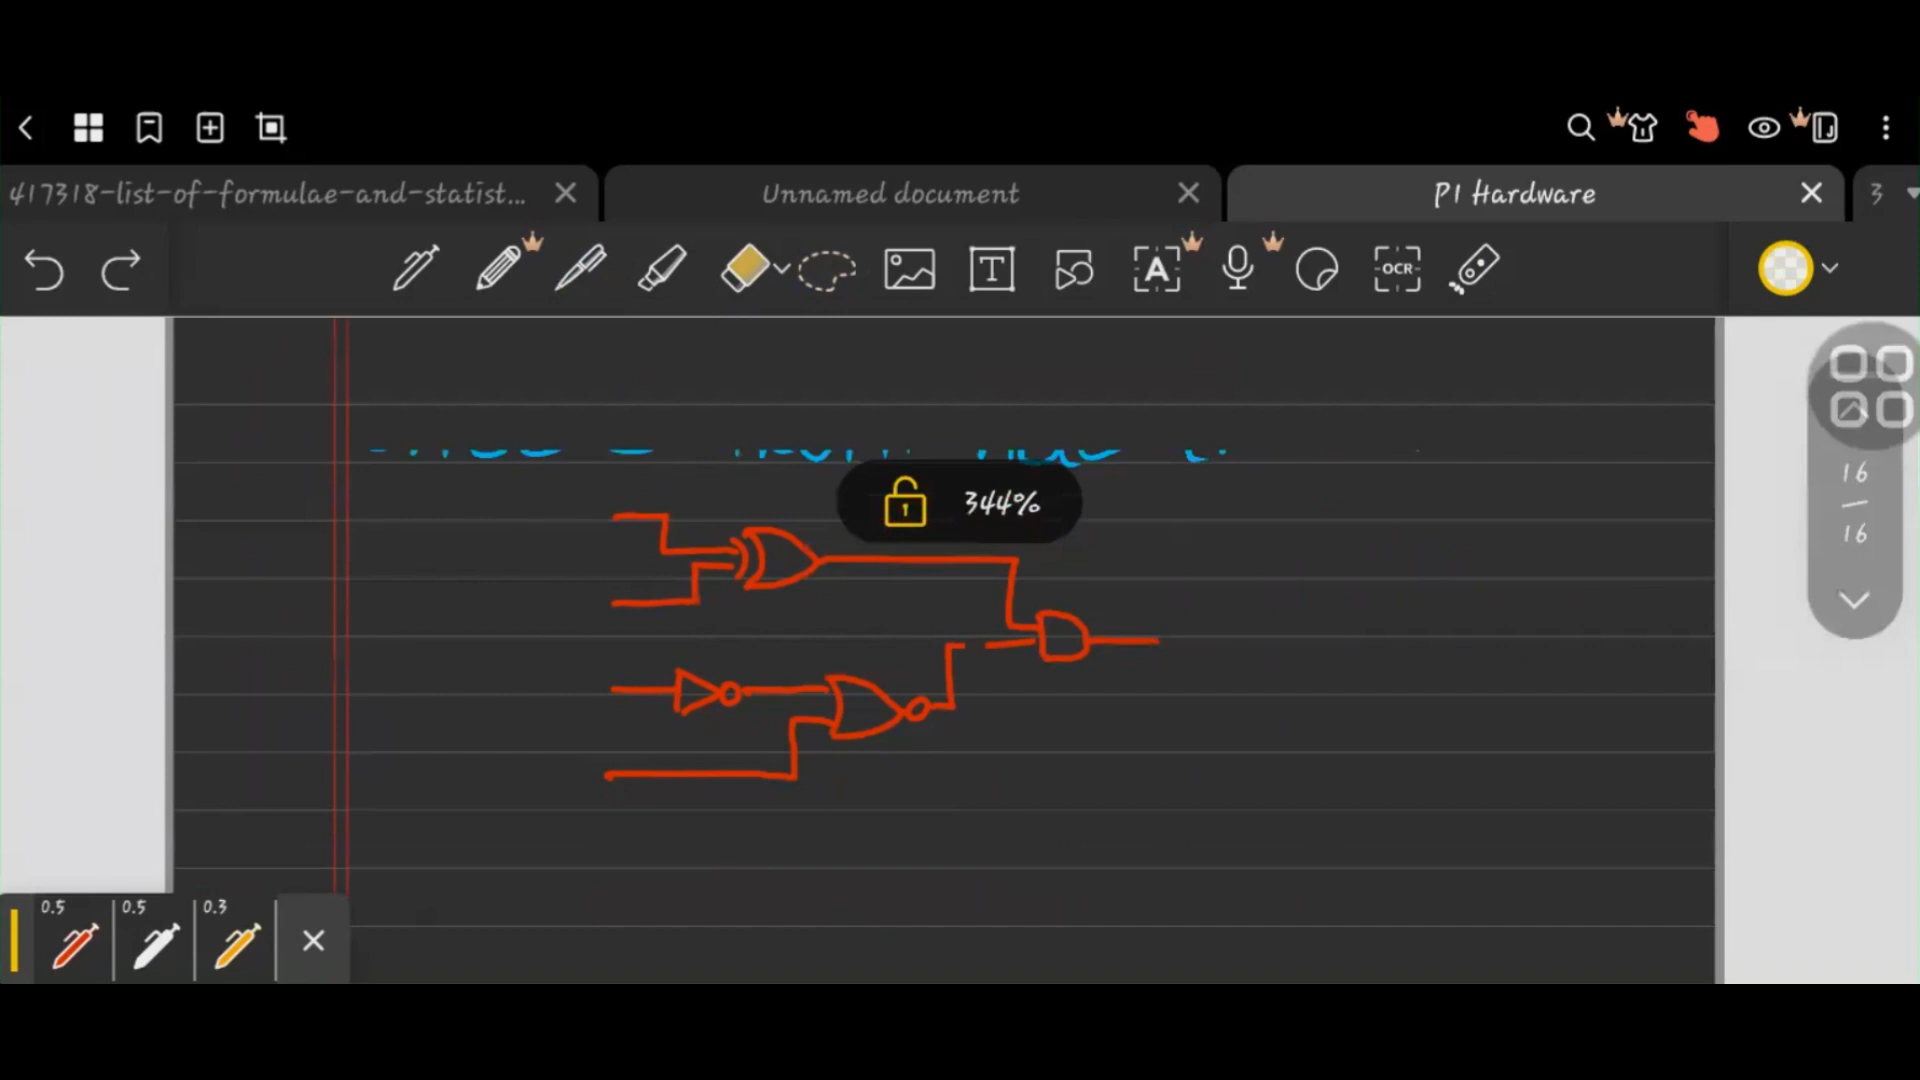 417318-list-of-formulae-and-statist...
Unnamed document
P1 Hardware
3
T
A
OCR
344%
16
16
0.5
0.5
0.3